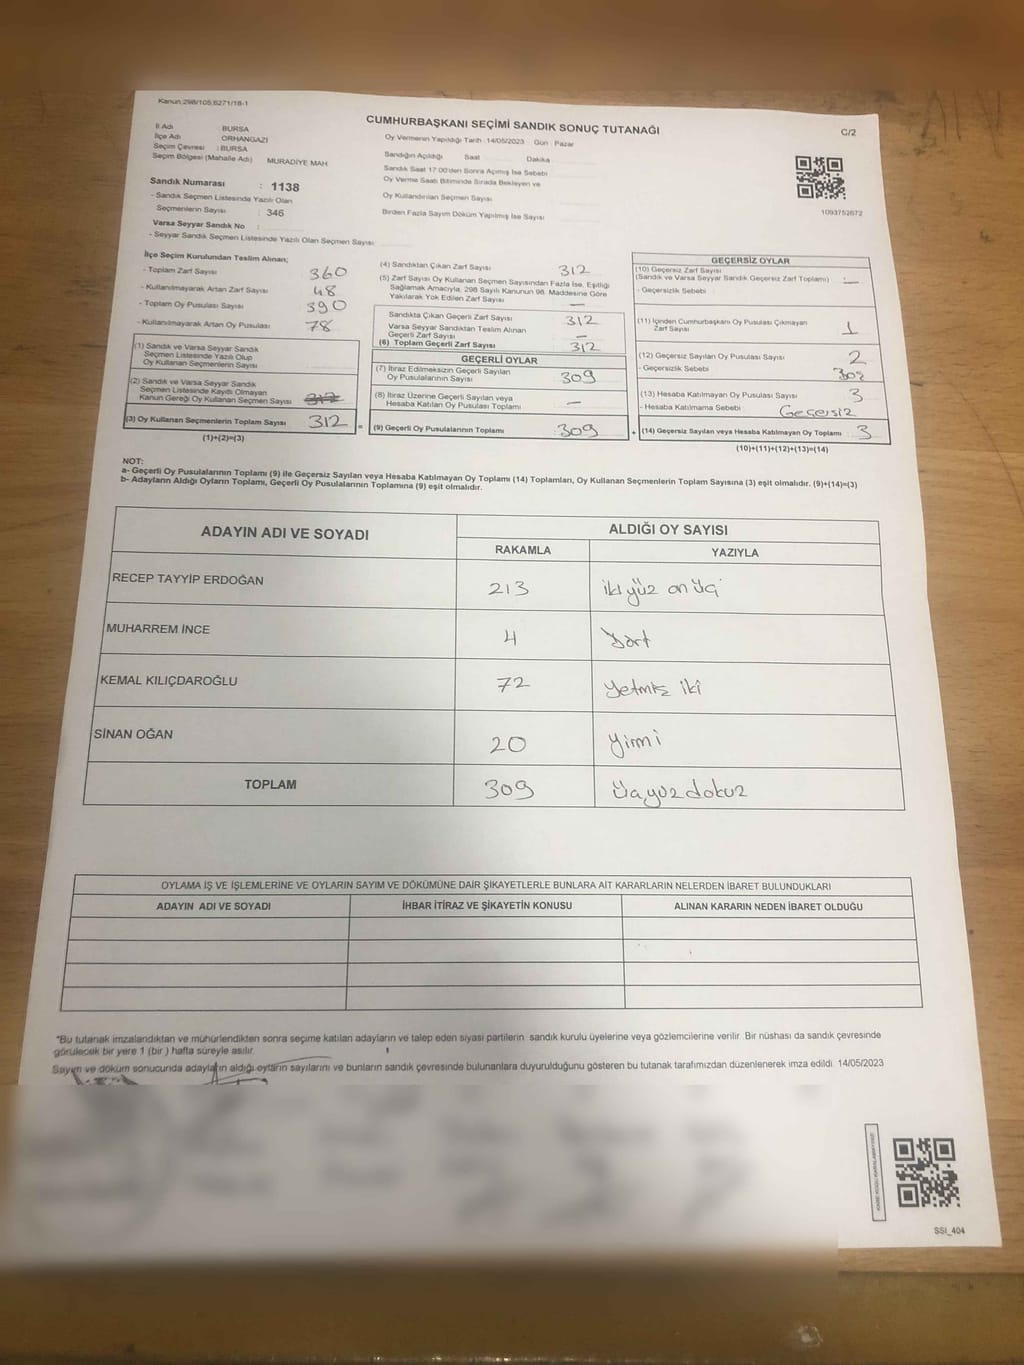 Kanun:298/105,6271/18-1
CUMHURBAŞKANI SEÇİMİ SANDIK SONUÇ TUTANAĞI
C/2
İl Adı : BURSA
İlçe Adı : ORHANGAZİ
Seçim Çevresi : BURSA
Seçim Bölgesi (Mahalle Adı) MURADİYE MAH.
Sandık Numarası : 1138
- Sandık Seçmen Listesinde Yazılı Olan
Seçmenlerin Sayısı : 346
Varsa Seyyar Sandık No :
- Seyyar Sandık Seçmen Listesinde Yazılı Olan Seçmen Sayısı
Oy Vermenin Yapıldığı Tarih : 14/05/2023 Gün : Pazar
Sandığın Açıldığı Saat Dakika
Sandık Saat 17.00'den Sonra Açılmış İse Sebebi
Oy Verme Saati Bitiminde Sırada Bekleyen ve
Oy Kullandırılan Seçmen Sayısı
Birden Fazla Sayım Döküm Yapılmış İse Sayısı
1093752672
İlçe Seçim Kurulundan Teslim Alınan;
- Toplam Zarf Sayısı 360
- Kullanılmayarak Artan Zarf Sayısı 48
- Toplam Oy Pusulası Sayısı 390
- Kullanılmayarak Artan Oy Pusulası 78
(1) Sandık ve Varsa Seyyar Sandık
Seçmen Listesinde Yazılı Olup
Oy Kullanan Seçmenlerin Sayısı
(2) Sandık ve Varsa Seyyar Sandık
Seçmen Listesinde Kayıtlı Olmayan
Kanun Gereği Oy Kullanan Seçmen Sayısı 312
(3) Oy Kullanan Seçmenlerin Toplam Sayısı 312 =
(1)+(2)=(3)
(4) Sandıktan Çıkan Zarf Sayısı 312
(5) Zarf Sayısı Oy Kullanan Seçmen Sayısından Fazla İse, Eşitliği
Sağlamak Amacıyla, 298 Sayılı Kanunun 98. Maddesine Göre
Yakılarak Yok Edilen Zarf Sayısı —
Sandıkta Çıkan Geçerli Zarf Sayısı 312
Varsa Seyyar Sandıktan Teslim Alınan
Geçerli Zarf Sayısı —
(6) Toplam Geçerli Zarf Sayısı 312
GEÇERLİ OYLAR
(7) İtiraz Edilmeksizin Geçerli Sayılan
Oy Pusulalarının Sayısı 309
(8) İtiraz Üzerine Geçerli Sayılan veya
Hesaba Katılan Oy Pusulası Toplamı —
(9) Geçerli Oy Pusulalarının Toplamı 309 +
GEÇERSİZ OYLAR
(10) Geçersiz Zarf Sayısı
(Sandık ve Varsa Seyyar Sandık Geçersiz Zarf Toplamı) : —
- Geçersizlik Sebebi
(11) İçinden Cumhurbaşkanı Oy Pusulası Çıkmayan
Zarf Sayısı 1
(12) Geçersiz Sayılan Oy Pusulası Sayısı 2
- Geçersizlik Sebebi
(13) Hesaba Katılmayan Oy Pusulası Sayısı 3
- Hesaba Katılmama Sebebi : Geçersiz
(14) Geçersiz Sayılan veya Hesaba Katılmayan Oy Toplamı 3
(10)+(11)+(12)+(13)=(14)
NOT:
a- Geçerli Oy Pusulalarının Toplamı (9) ile Geçersiz Sayılan veya Hesaba Katılmayan Oy Toplamı (14) Toplamları, Oy Kullanan Seçmenlerin Toplam Sayısına (3) eşit olmalıdır. (9)+(14)=(3)
b- Adayların Aldığı Oyların Toplamı, Geçerli Oy Pusulalarının Toplamına (9) eşit olmalıdır.
ADAYIN ADI VE SOYADI ALDIĞI OY SAYISI
RAKAMLA YAZIYLA
RECEP TAYYİP ERDOĞAN 213 iki yüz on üç
MUHARREM İNCE 4 Dört
KEMAL KILIÇDAROĞLU 72 Yetmiş iki
SİNAN OĞAN 20 Yirmi
TOPLAM 309 üçyüz dokuz
OYLAMA İŞ VE İŞLEMLERİNE VE OYLARIN SAYIM VE DÖKÜMÜNE DAİR ŞİKAYETLERLE BUNLARA AİT KARARLARIN NELERDEN İBARET BULUNDUKLARI
ADAYIN ADI VE SOYADI İHBAR İTİRAZ VE ŞİKAYETİN KONUSU ALINAN KARARIN NEDEN İBARET OLDUĞU
"Bu tutanak imzalandıktan ve mühürlendikten sonra seçime katılan adayların ve talep eden siyasi partilerin sandık kurulu üyelerine veya gözlemcilerine verilir. Bir nüshası da sandık çevresinde
görülecek bir yere 1 (bir ) hafta süreyle asılır.
Sayım ve döküm sonucunda adayların aldığı oyların sayılarını ve bunların sandık çevresinde bulunanlara duyurulduğunu gösteren bu tutanak tarafımızdan düzenlenerek imza edildi. 14/05/2023
SSI_404